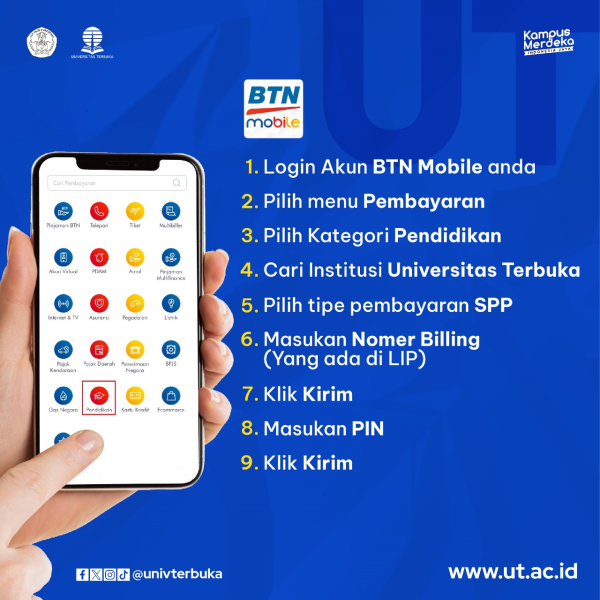 UNIVERSITAS TERBUKA
Kampus
Merdeka
INDONESIA JAYA
UT
BTN
mobile
1. Login Akun BTN Mobile anda
2. Pilih menu Pembayaran
3. Pilih Kategori Pendidikan
4. Cari Institusi Universitas Terbuka
5. Pilih tipe pembayaran SPP
6. Masukan Nomer Billing
(Yang ada di LIP)
7. Klik Kirim
8. Masukan PIN
9. Klik Kirim
Cari Pembayaran
Pinjaman BTN Telepon Tiket Multibiller
Akun Virtual PDAM Amal Pinjaman
Multifinance
Internet & TV Asuransi Pegadaian Listrik
Pajak
Kendaraan Pajak Daerah Penerimaan
Negara BPJS
Gas Negara Pendidikan Kartu Kredit Ecommerce
@univterbuka
www.ut.ac.id